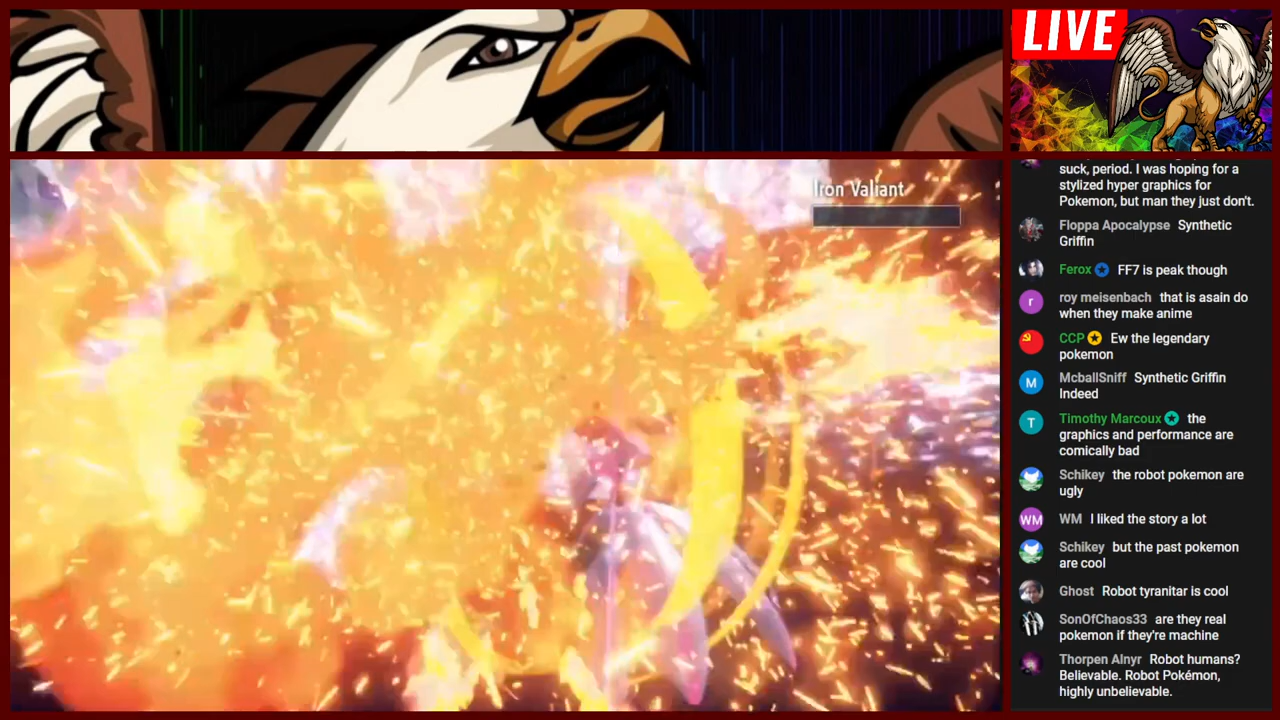 LIVE
Iron Valiant
suck, period. I was hoping for a
stylized hyper graphics for
Pokemon, but man they just don't.
Floppa Apocalypse Synthetic
Griffin
Ferox FF7 is peak though
r
roy meisenbach that is asain do
when they make anime
CCP Ew the legendary
pokemon
M
McballSniff Synthetic Griffin
Indeed
T
Timothy Marcoux the
graphics and performance are
comically bad
Schikey the robot pokemon are
ugly
WM
WM I liked the story a lot
Schikey but the past pokemon
are cool
Ghost Robot tyranitar is cool
SonOfChaos33 are they real
pokemon if they're machine
Thorpen Alnyr Robot humans?
Believable. Robot Pokémon,
highly unbelievable.